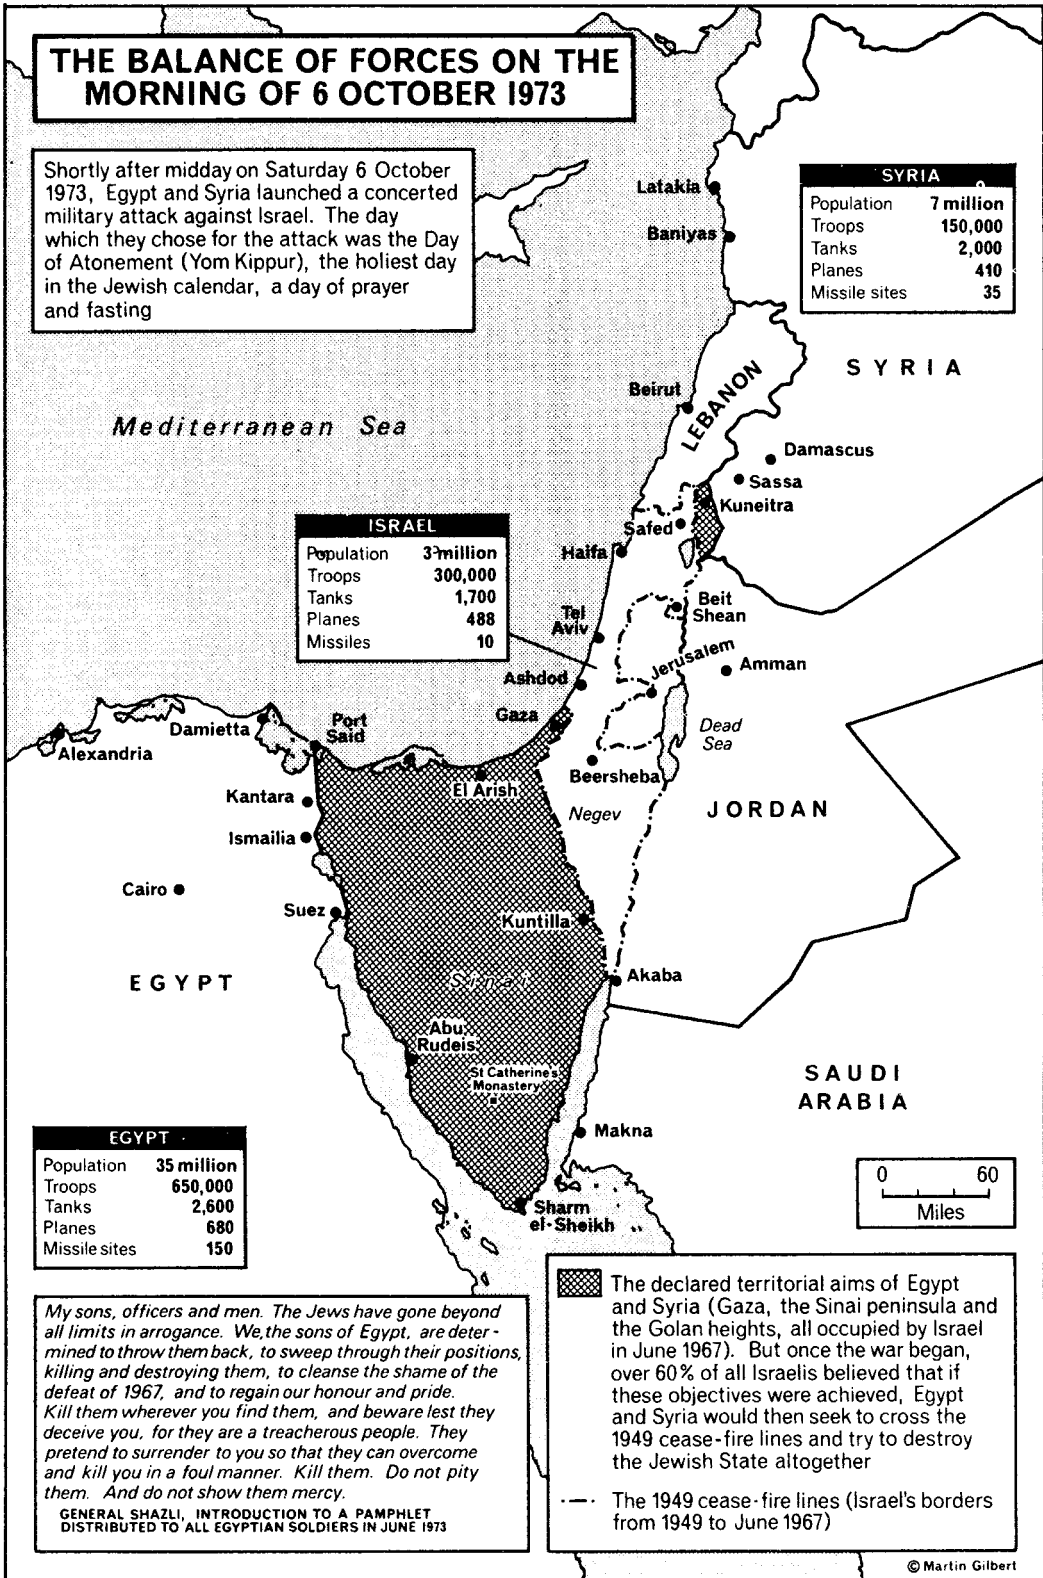 THE BALANCE OF FORCES ON THE
MORNING OF 6 OCTOBER 1973
Shortly after midday on Saturday 6 October
1973, Egypt and Syria launched a concerted
military attack against Israel. The day
which they chose for the attack was the Day
of Atonement (Yom Kippur), the holiest day
in the Jewish calendar, a day of prayer
and fasting
SYRIA
Population 7 million
Troops 150,000
Tanks 2,000
Planes 410
Missile sites 35
Latakia
Baniyas
SYRIA
Beirut
LEBANON
Mediterranean Sea
Damascus
Sassa
Kuneitra
Safed
Haifa
ISRAEL
Population 3 million
Troops 300,000
Tanks 1,700
Planes 488
Missiles 10
Beit
Shean
Tel
Aviv
Jerusalem
Amman
Ashdod
Gaza
Dead
Sea
Port
Said
Damietta
Alexandria
Beersheba
El Arish
Kantara
Negev
JORDAN
Ismailia
Cairo
Suez
Kuntilla
EGYPT
Sinai
Akaba
Abu
Rudeis
St Catherine's
Monastery
SAUDI
ARABIA
Makna
EGYPT
Population 35 million
Troops 650,000
Tanks 2,600
Planes 680
Missile sites 150
0 60
Miles
Sharm
el-Sheikh
My sons, officers and men. The Jews have gone beyond
all limits in arrogance. We, the sons of Egypt, are deter-
mined to throw them back, to sweep through their positions,
killing and destroying them, to cleanse the shame of the
defeat of 1967, and to regain our honour and pride.
Kill them wherever you find them, and beware lest they
deceive you, for they are a treacherous people. They
pretend to surrender to you so that they can overcome
and kill you in a foul manner. Kill them. Do not pity
them. And do not show them mercy.
GENERAL SHAZLI, INTRODUCTION TO A PAMPHLET
DISTRIBUTED TO ALL EGYPTIAN SOLDIERS IN JUNE 1973
The declared territorial aims of Egypt
and Syria (Gaza, the Sinai peninsula and
the Golan heights, all occupied by Israel
in June 1967). But once the war began,
over 60% of all Israelis believed that if
these objectives were achieved, Egypt
and Syria would then seek to cross the
1949 cease-fire lines and try to destroy
the Jewish State altogether
The 1949 cease-fire lines (Israel's borders
from 1949 to June 1967)
© Martin Gilbert